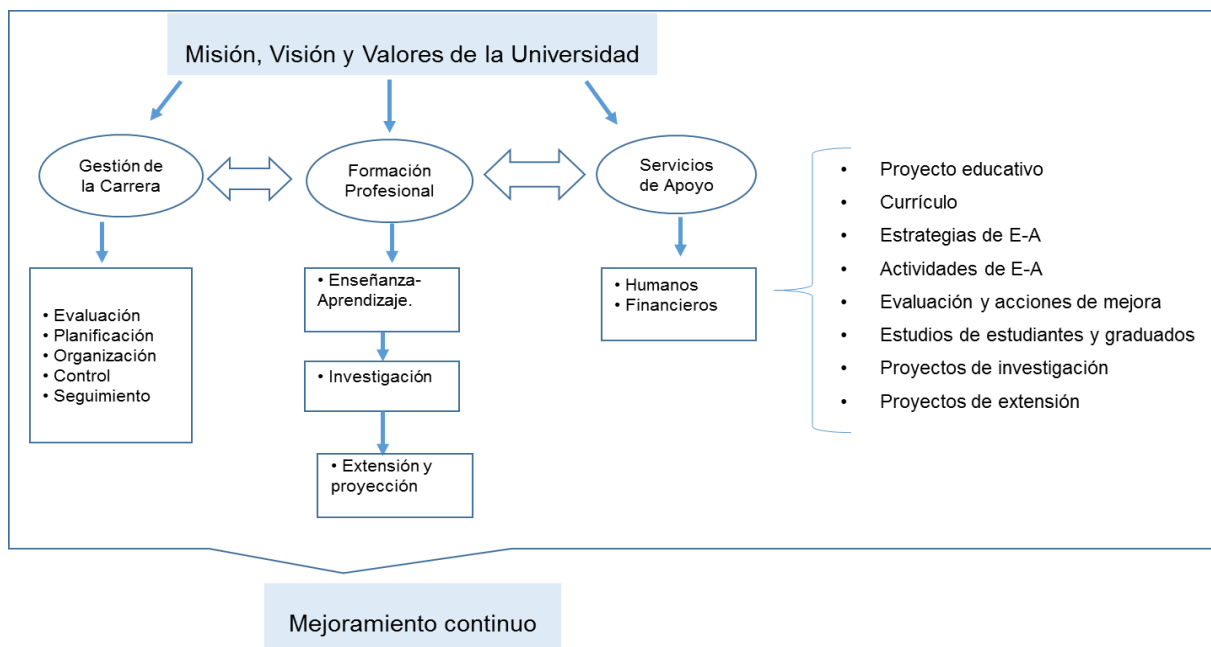 Misión, Visión y Valores de la Universidad
Gestión de
la Carrera
Formación
Profesional
Servicios
de Apoyo
• Evaluación
• Planificación
• Organización
• Control
• Seguimiento
• Enseñanza-
Aprendizaje.
• Investigación
• Extensión y
proyección
• Humanos
• Financieros
• Proyecto educativo
• Currículo
• Estrategias de E-A
• Actividades de E-A
• Evaluación y acciones de mejora
• Estudios de estudiantes y graduados
• Proyectos de investigación
• Proyectos de extensión
Mejoramiento continuo